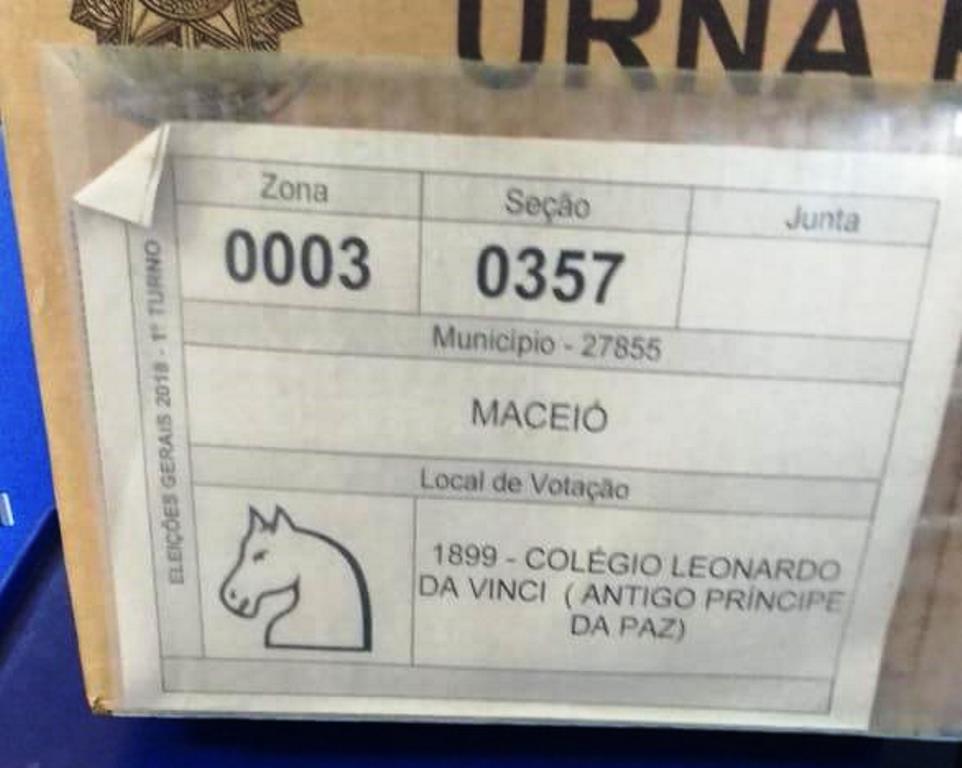 URNA
Zona Seção Junta
0003 0357
Município - 27855
MACEIÓ
Local de Votação
1899 - COLÉGIO LEONARDO
DA VINCI ( ANTIGO PRÍNCIPE
DA PAZ)
ELEIÇÕES GERAIS 2018 - 1º TURNO